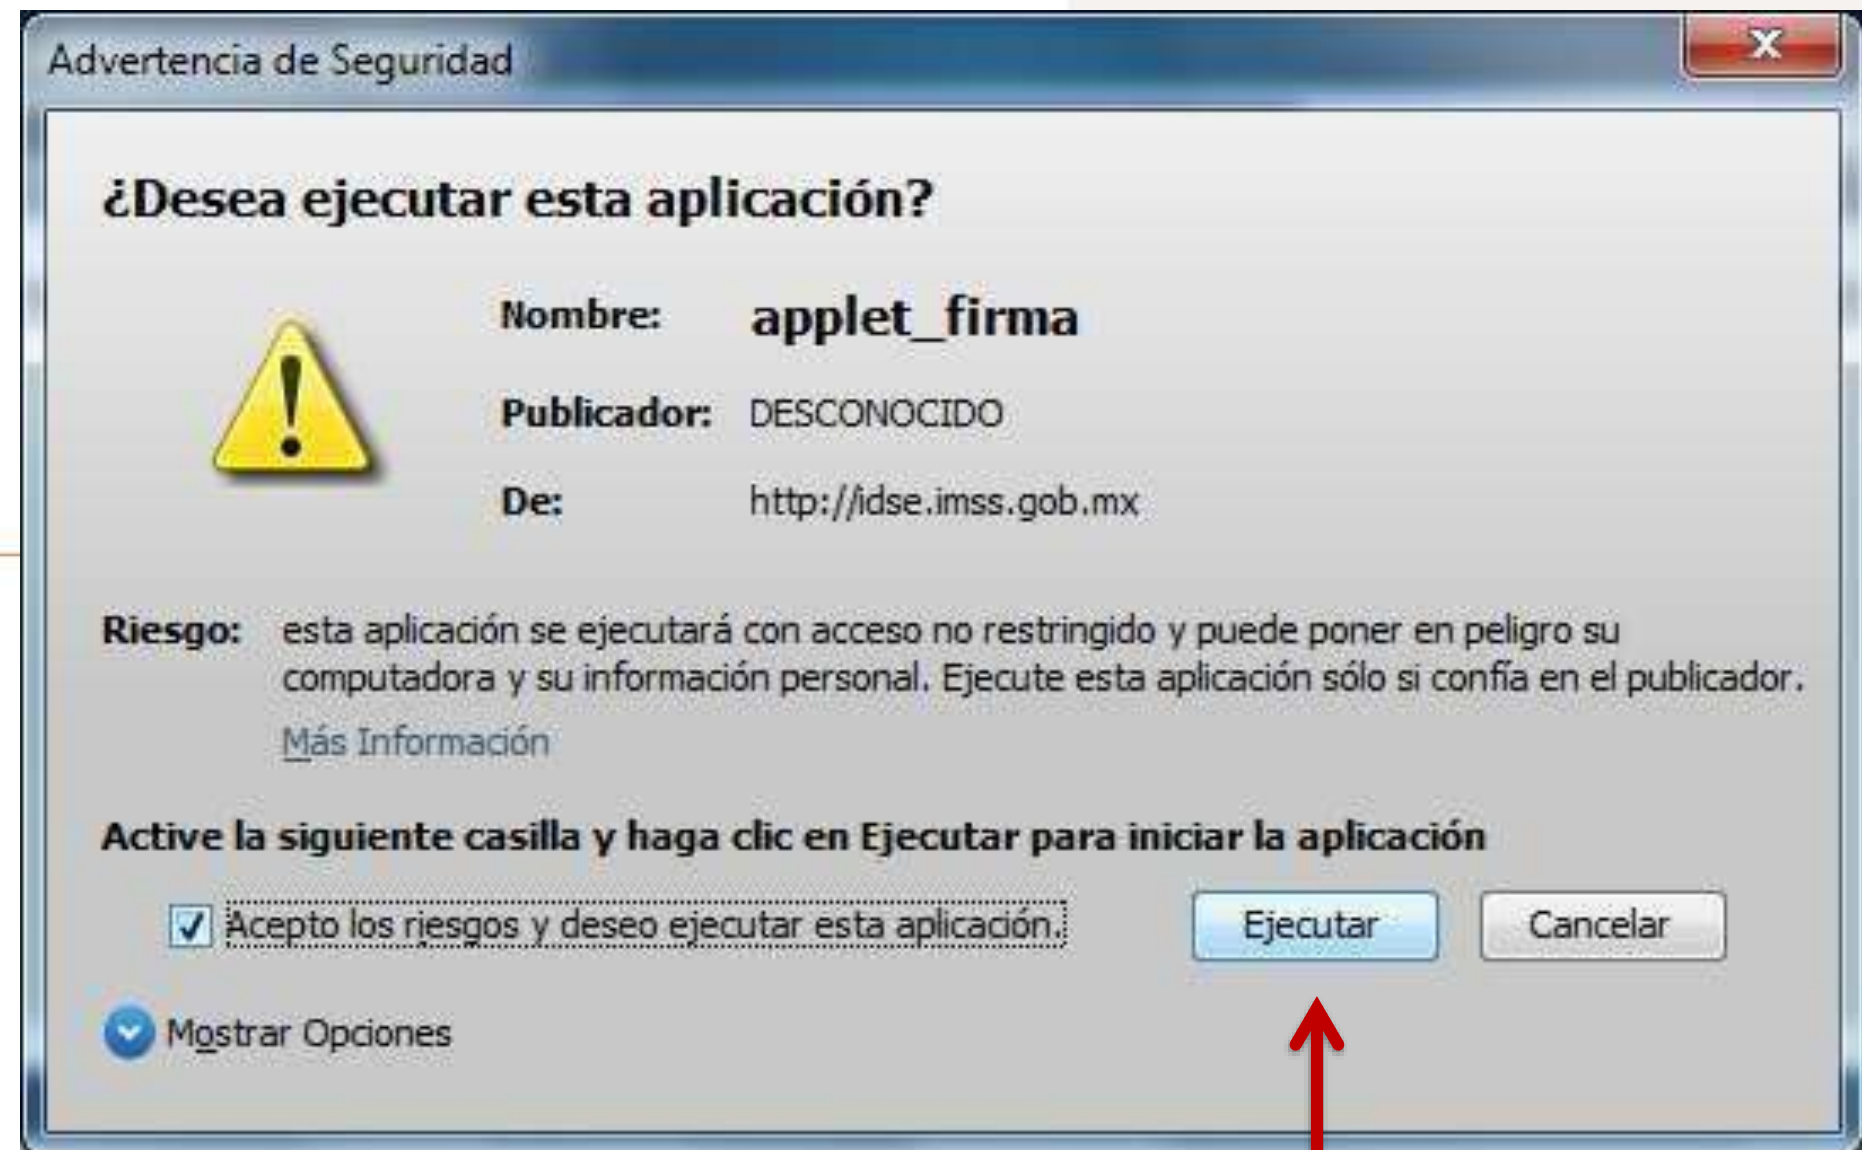 Advertencia de Seguridad
¿Desea ejecutar esta aplicación?
Nombre: applet_firma
Publicador: DESCONOCIDO
De: http://idse.imss.gob.mx
Riesgo: esta aplicación se ejecutará con acceso no restringido y puede poner en peligro su
computadora y su información personal. Ejecute esta aplicación sólo si confía en el publicador.
Más Información
Active la siguiente casilla y haga clic en Ejecutar para iniciar la aplicación
Acepto los riesgos y deseo ejecutar esta aplicación. Ejecutar Cancelar
Mostrar Opciones